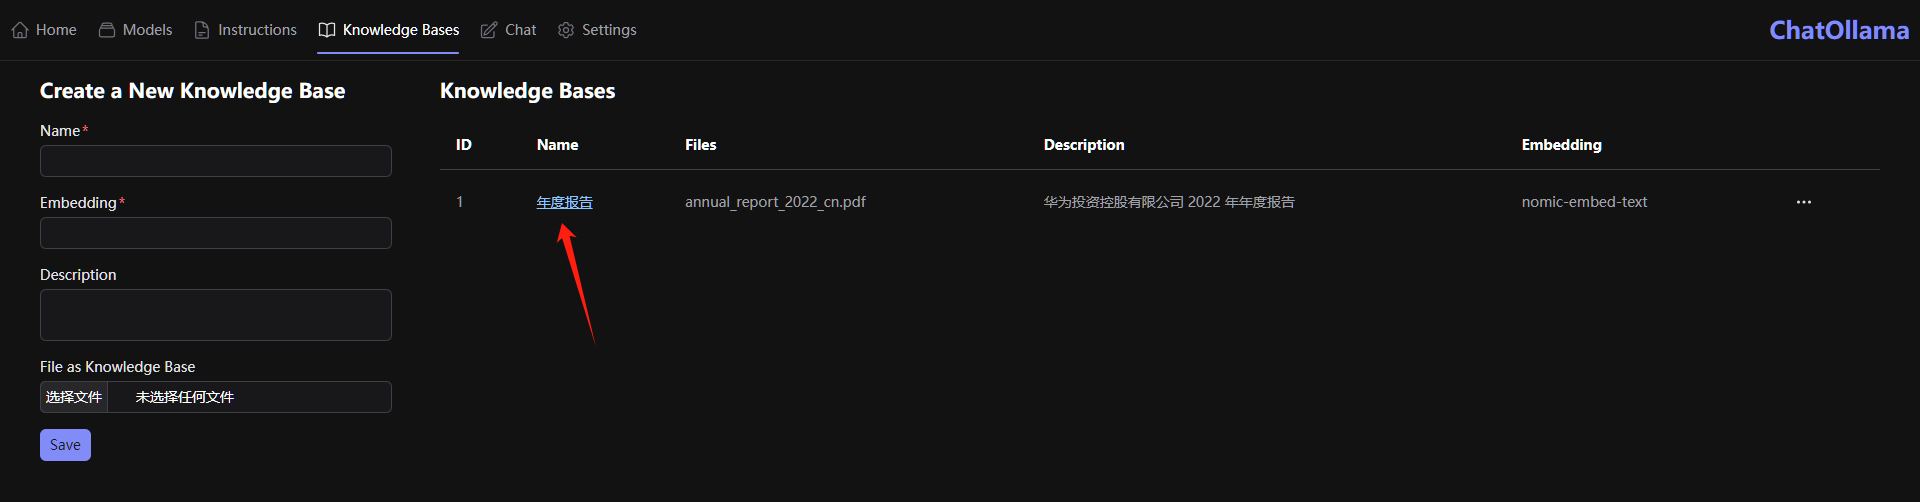 Home Models Instructions Knowledge Bases Chat Settings ChatOllama
Create a New Knowledge Base
Name*
Embedding*
Description
File as Knowledge Base
选择文件 未选择任何文件
Save
Knowledge Bases
ID Name Files Description Embedding
1 年度报告 annual_report_2022_cn.pdf 华为投资控股有限公司 2022 年年度报告 nomic-embed-text ···